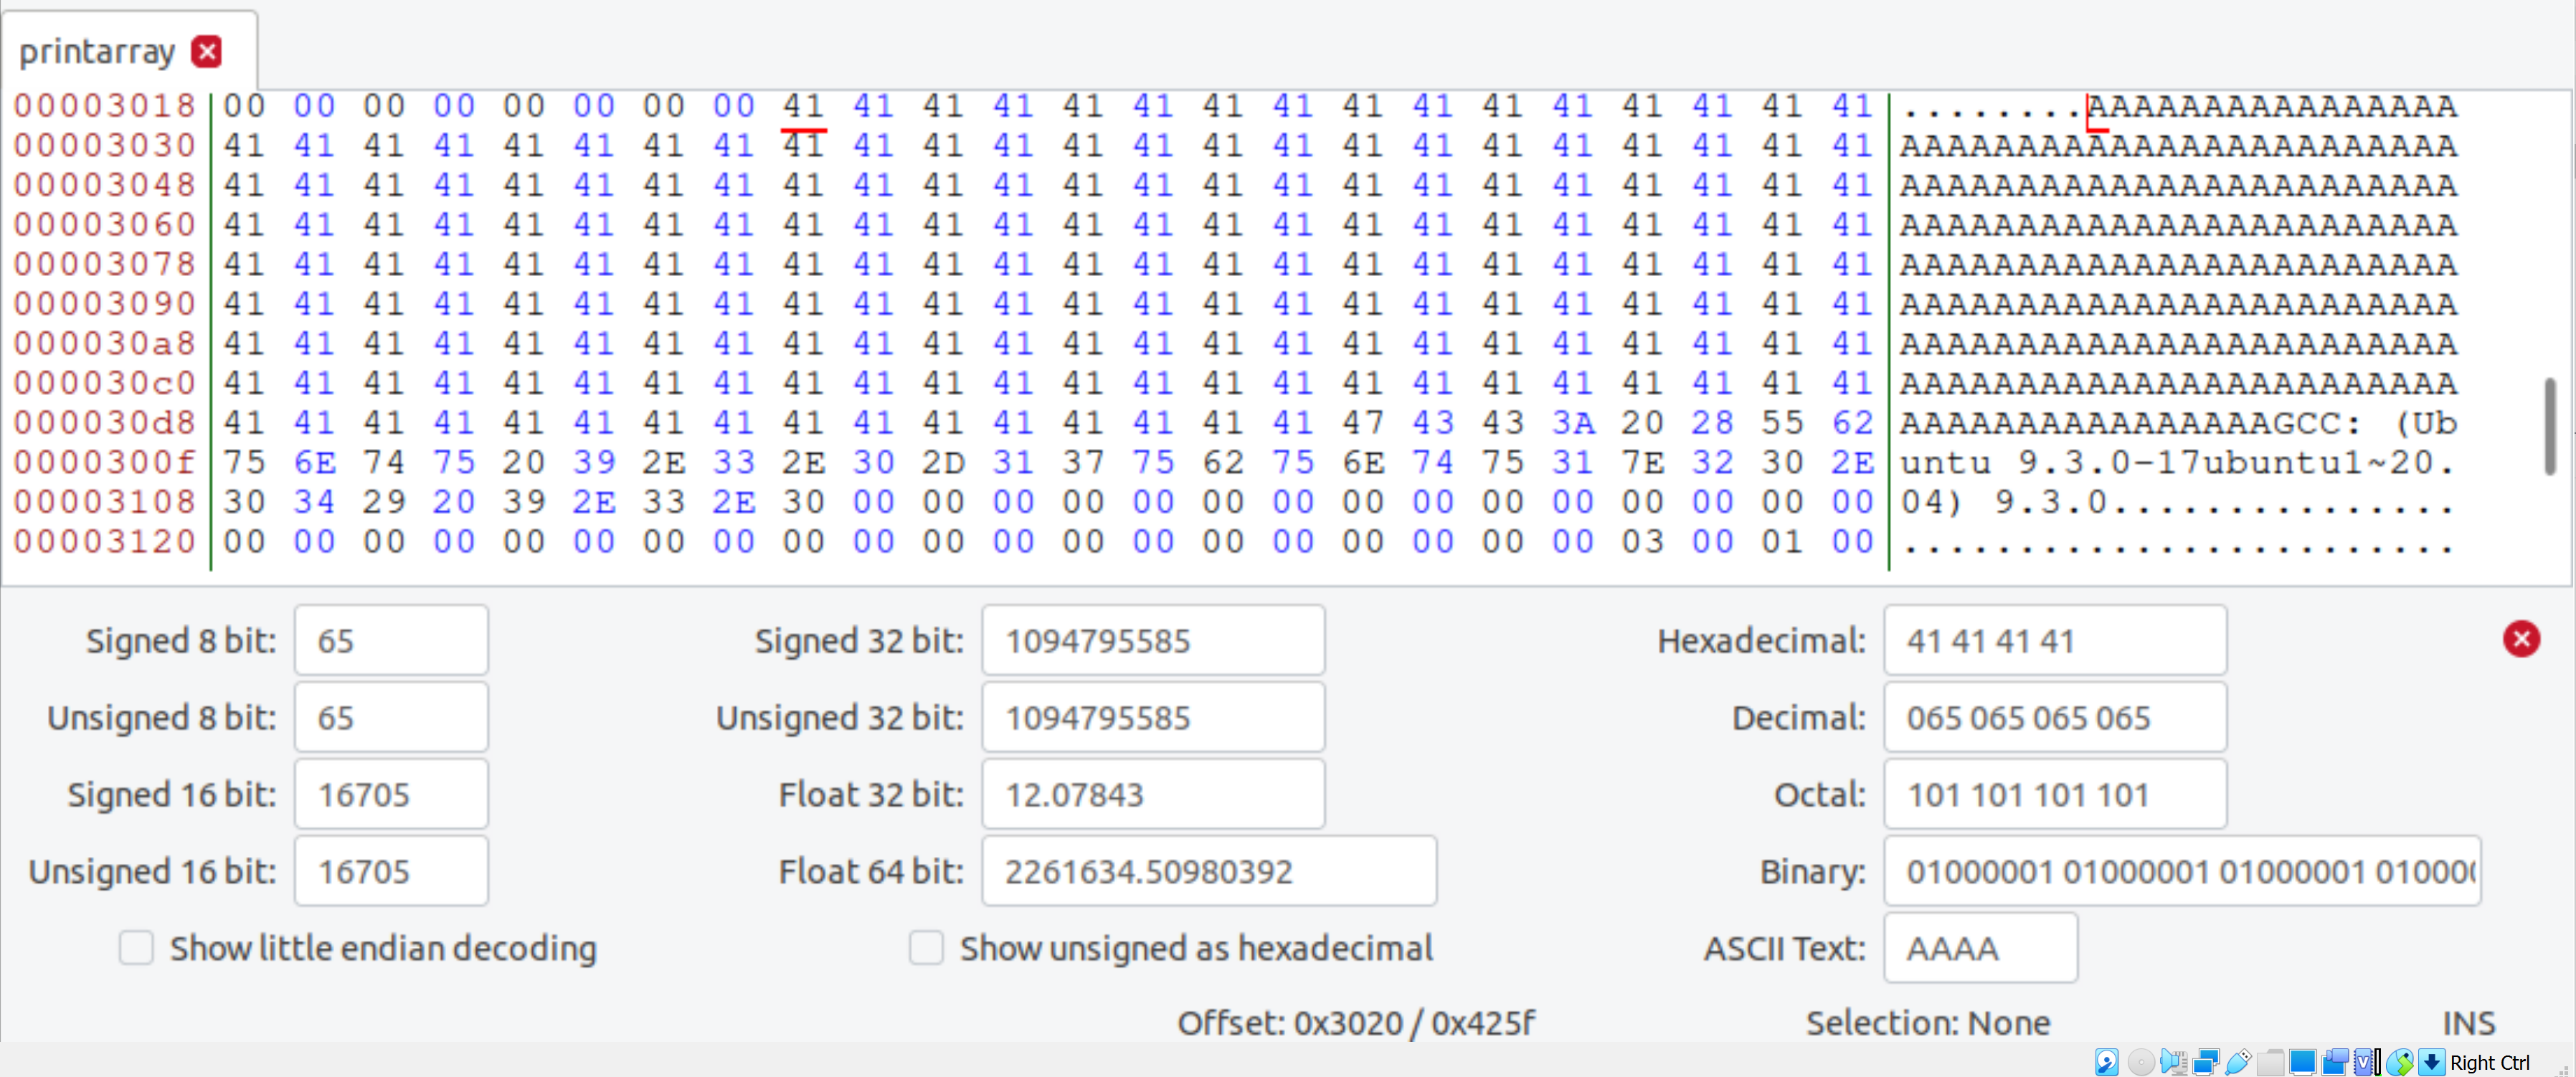 printarray
00003018 00 00 00 00 00 00 00 00 41 41 41 41 41 41 41 41 41 41 41 41 41 41 41 41 ........AAAAAAAAAAAAAAAA
00003030 41 41 41 41 41 41 41 41 41 41 41 41 41 41 41 41 41 41 41 41 41 41 41 41 AAAAAAAAAAAAAAAAAAAAAAAA
00003048 41 41 41 41 41 41 41 41 41 41 41 41 41 41 41 41 41 41 41 41 41 41 41 41 AAAAAAAAAAAAAAAAAAAAAAAA
00003060 41 41 41 41 41 41 41 41 41 41 41 41 41 41 41 41 41 41 41 41 41 41 41 41 AAAAAAAAAAAAAAAAAAAAAAAA
00003078 41 41 41 41 41 41 41 41 41 41 41 41 41 41 41 41 41 41 41 41 41 41 41 41 AAAAAAAAAAAAAAAAAAAAAAAA
00003090 41 41 41 41 41 41 41 41 41 41 41 41 41 41 41 41 41 41 41 41 41 41 41 41 AAAAAAAAAAAAAAAAAAAAAAAA
000030a8 41 41 41 41 41 41 41 41 41 41 41 41 41 41 41 41 41 41 41 41 41 41 41 41 AAAAAAAAAAAAAAAAAAAAAAAA
000030c0 41 41 41 41 41 41 41 41 41 41 41 41 41 41 41 41 41 41 41 41 41 41 41 41 AAAAAAAAAAAAAAAAAAAAAAAA
000030d8 41 41 41 41 41 41 41 41 41 41 41 41 41 41 41 41 47 43 43 3A 20 28 55 62 AAAAAAAAAAAAAAAAGCC: (Ub
0000300f 75 6E 74 75 20 39 2E 33 2E 30 2D 31 37 75 62 75 6E 74 75 31 7E 32 30 2E untu 9.3.0-17ubuntu1~20.
00003108 30 34 29 20 39 2E 33 2E 30 00 00 00 00 00 00 00 00 00 00 00 00 00 00 00 04) 9.3.0...............
00003120 00 00 00 00 00 00 00 00 00 00 00 00 00 00 00 00 00 00 00 00 03 00 01 00 ........................
Signed 8 bit: 65 Signed 32 bit: 1094795585 Hexadecimal: 41 41 41 41
Unsigned 8 bit: 65 Unsigned 32 bit: 1094795585 Decimal: 065 065 065 065
Signed 16 bit: 16705 Float 32 bit: 12.07843 Octal: 101 101 101 101
Unsigned 16 bit: 16705 Float 64 bit: 2261634.50980392 Binary: 01000001 01000001 01000001 010000
Show little endian decoding Show unsigned as hexadecimal ASCII Text: AAAA
Offset: 0x3020 / 0x425f Selection: None INS
Right Ctrl